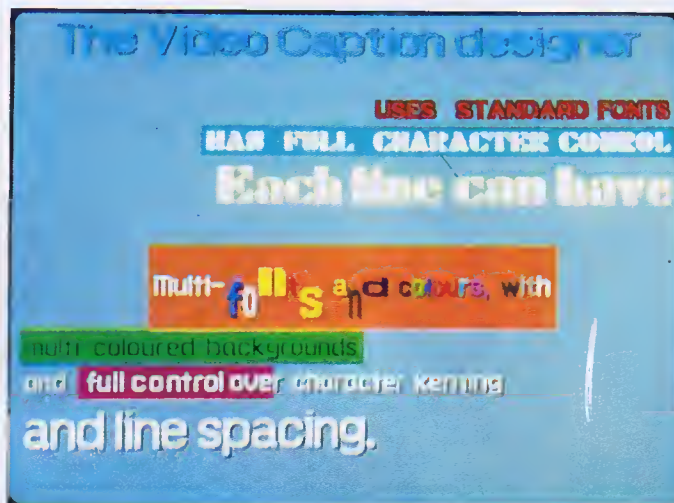 The Video Caption designer
USES STANDARD FONTS
HAS FULL CHARACTER CONROL
Each line can have
Multi-fonts and colours, with
multi coloured backgrounds
and full control over character kerning
and line spacing.